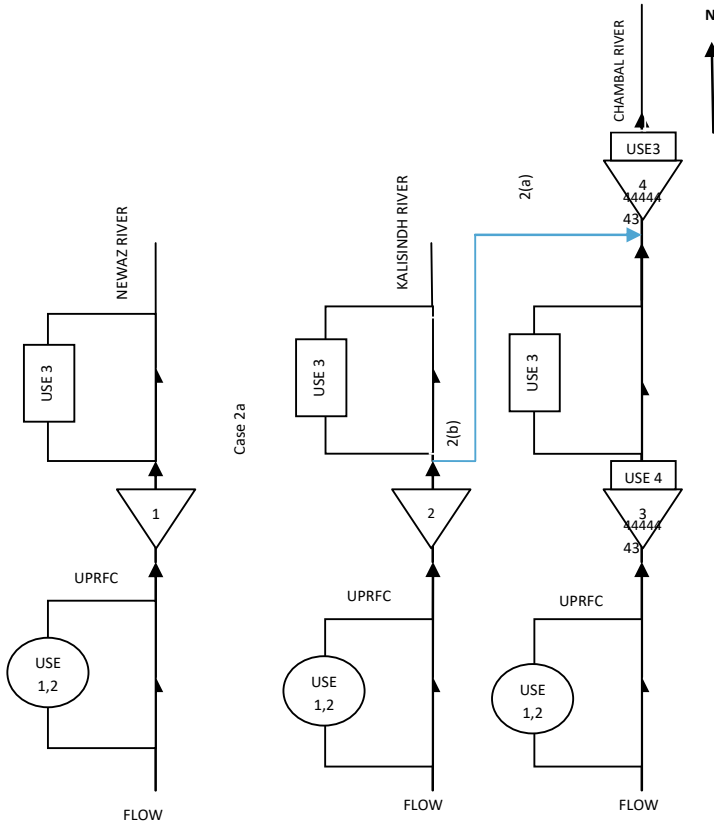 N
CHAMBAL RIVER
USE3
4
44444
43
2(a)
NEWAZ RIVER
KALISINDH RIVER
USE 3
USE 3
USE 3
Case 2a
2(b)
USE 4
1
2
3
44444
43
UPRFC
UPRFC
UPRFC
USE
1,2
USE
1,2
USE
1,2
FLOW
FLOW
FLOW